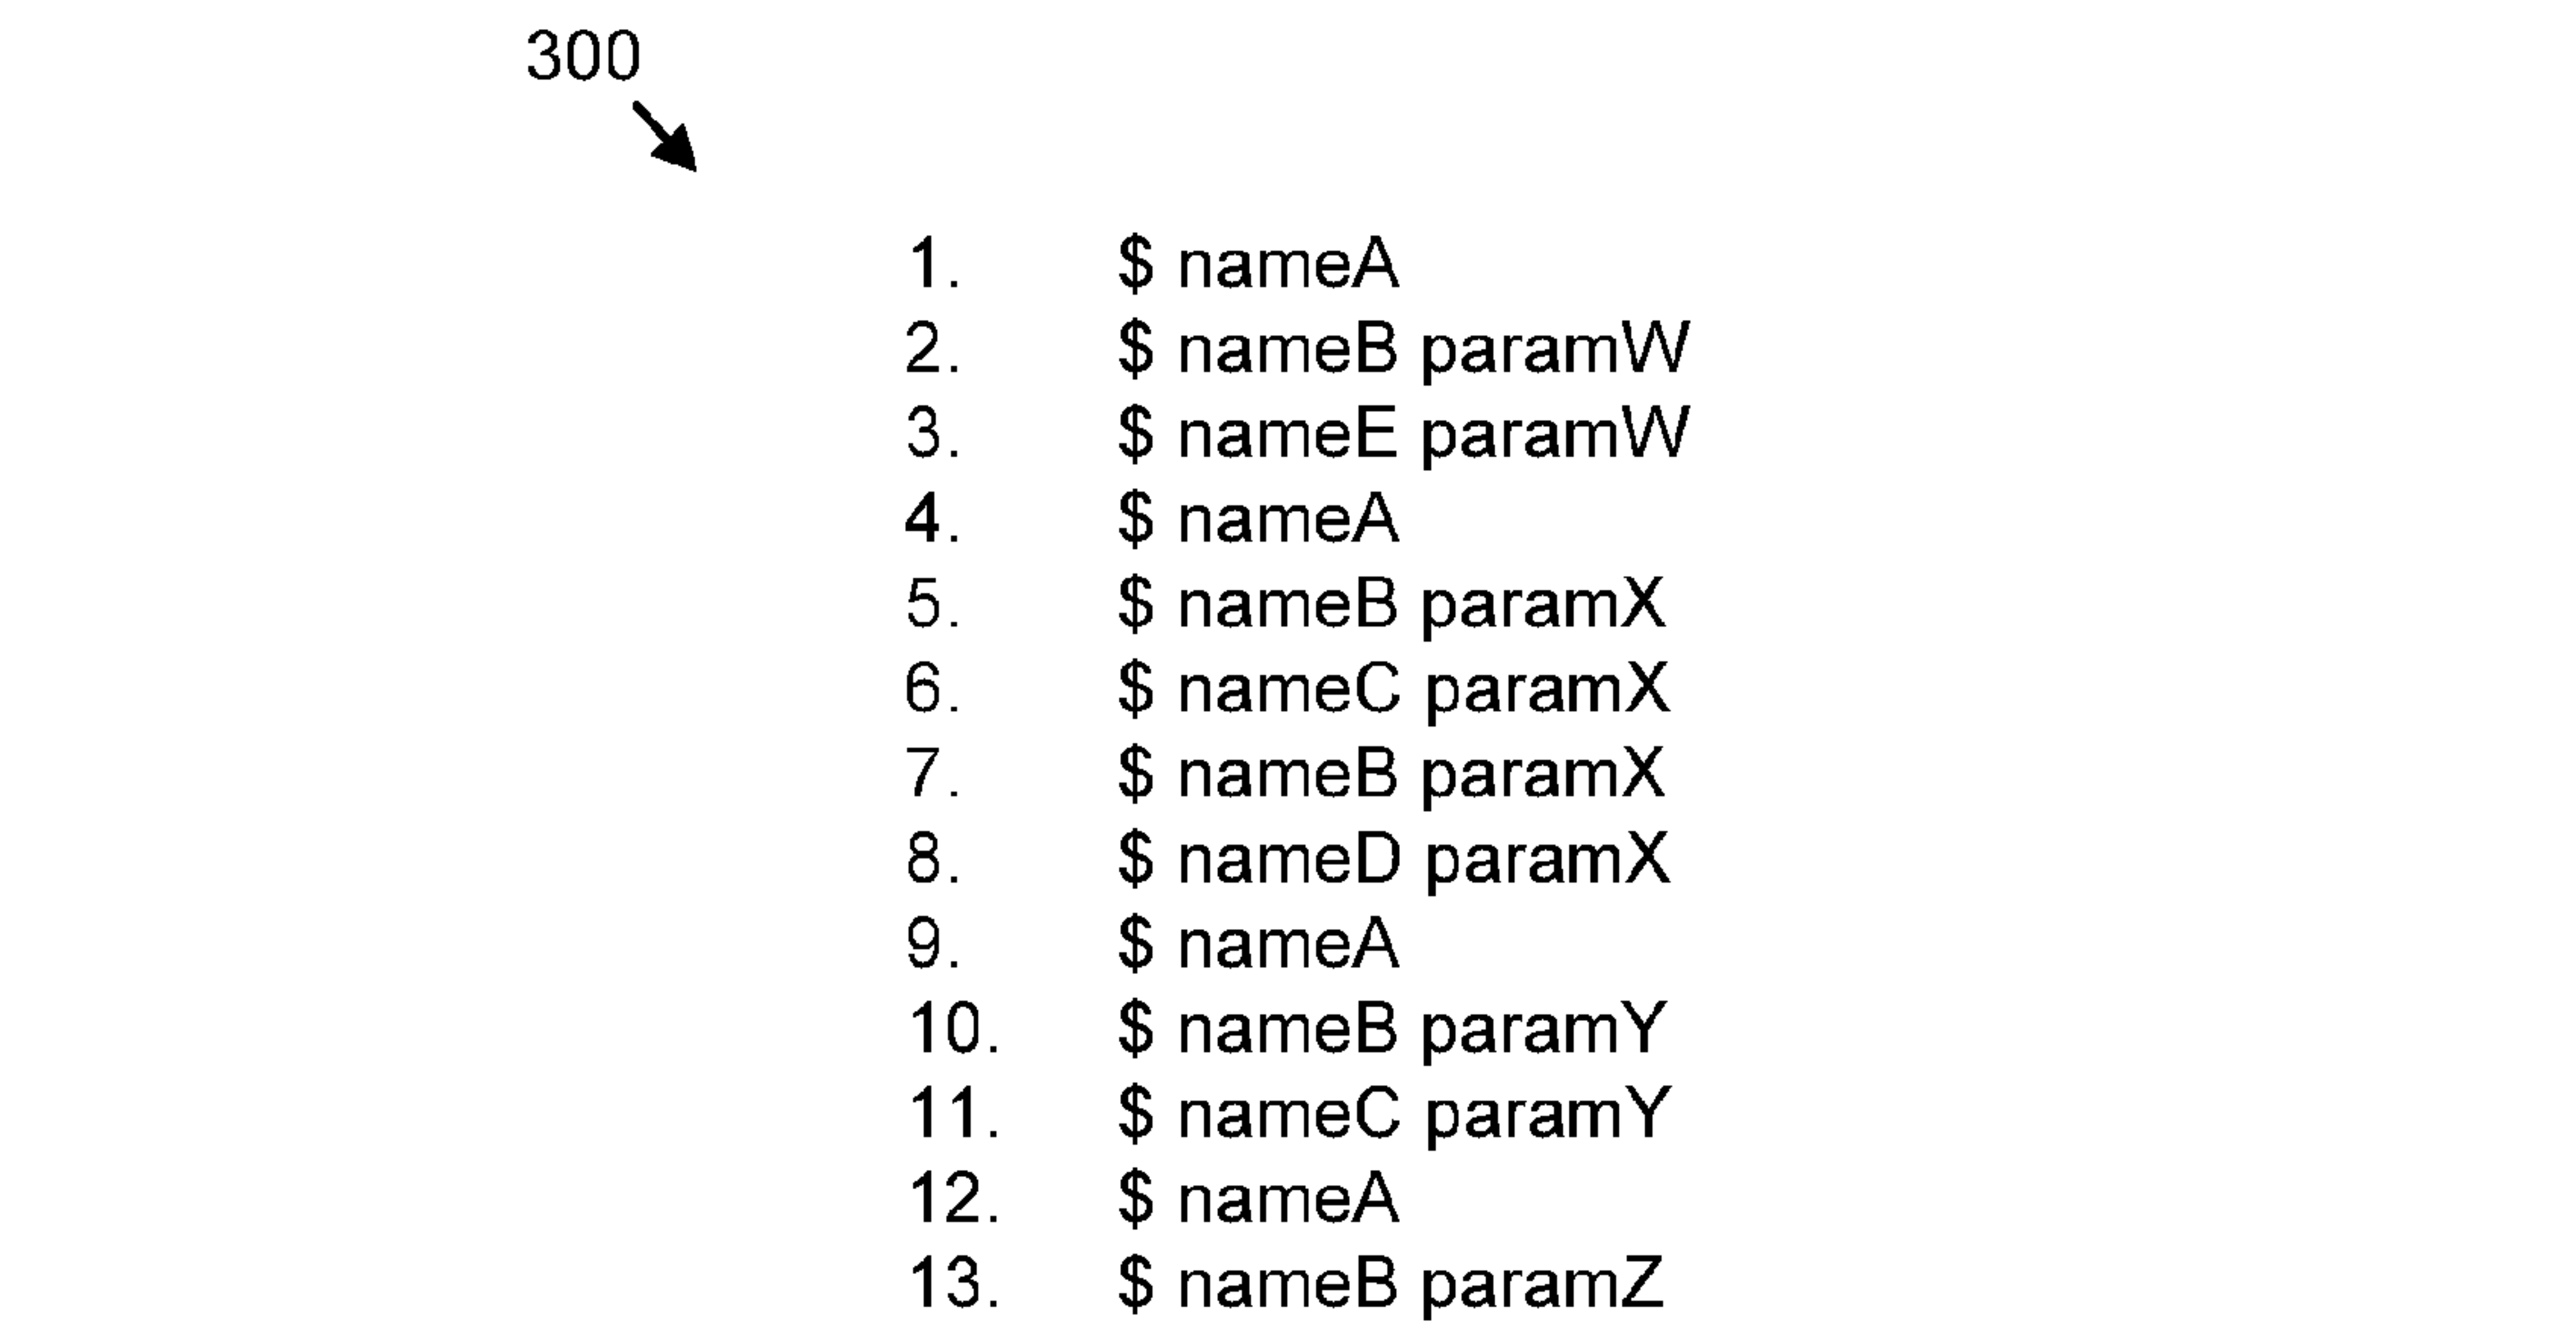 300
1. $ nameA
2. $ nameB paramW
3. $ nameE paramW
4. $ nameA
5. $ nameB paramX
6. $ nameC paramX
7. $ nameB paramX
8. $ nameD paramX
9. $ nameA
10. $ nameB paramY
11. $ nameC paramY
12. $ nameA
13. $ nameB paramZ